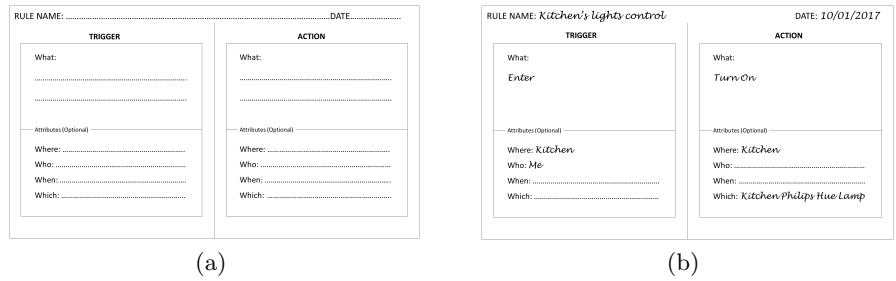 RULE NAME: ........................................DATE....................
TRIGGER
What:
........................................
........................................
Attributes (Optional)
Where: ........................................
Who: ........................................
When: ........................................
Which: ........................................
ACTION
What:
........................................
........................................
Attributes (Optional)
Where: ........................................
Who: ........................................
When: ........................................
Which: ........................................
(a)
RULE NAME: Kitchen's lights control DATE: 10/01/2017
TRIGGER
What:
Enter
Attributes (Optional)
Where: Kitchen
Who: Me
When: ........................................
Which: ........................................
ACTION
What:
Turn On
Attributes (Optional)
Where: Kitchen
Who: ........................................
When: ........................................
Which: Kitchen Philips Hue Lamp
(b)